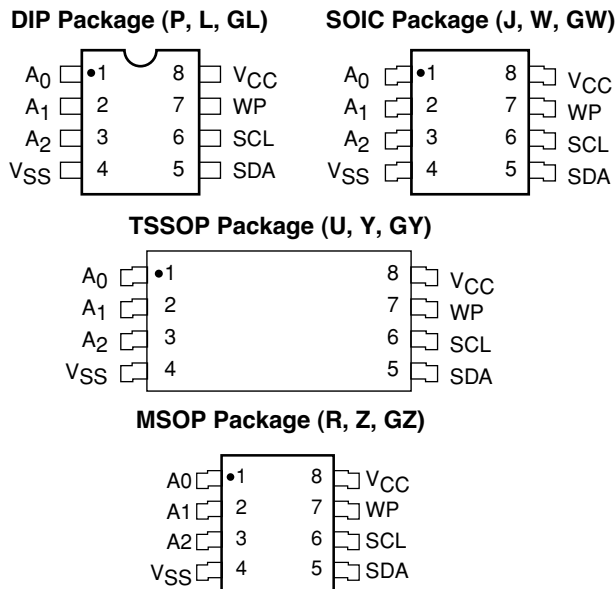 DIP Package (P, L, GL)
A0 1 8 VCC
A1 2 7 WP
A2 3 6 SCL
VSS 4 5 SDA
SOIC Package (J, W, GW)
A0 1 8 VCC
A1 2 7 WP
A2 3 6 SCL
VSS 4 5 SDA
TSSOP Package (U, Y, GY)
A0 1 8 VCC
A1 2 7 WP
A2 3 6 SCL
VSS 4 5 SDA
MSOP Package (R, Z, GZ)
A0 1 8 VCC
A1 2 7 WP
A2 3 6 SCL
VSS 4 5 SDA